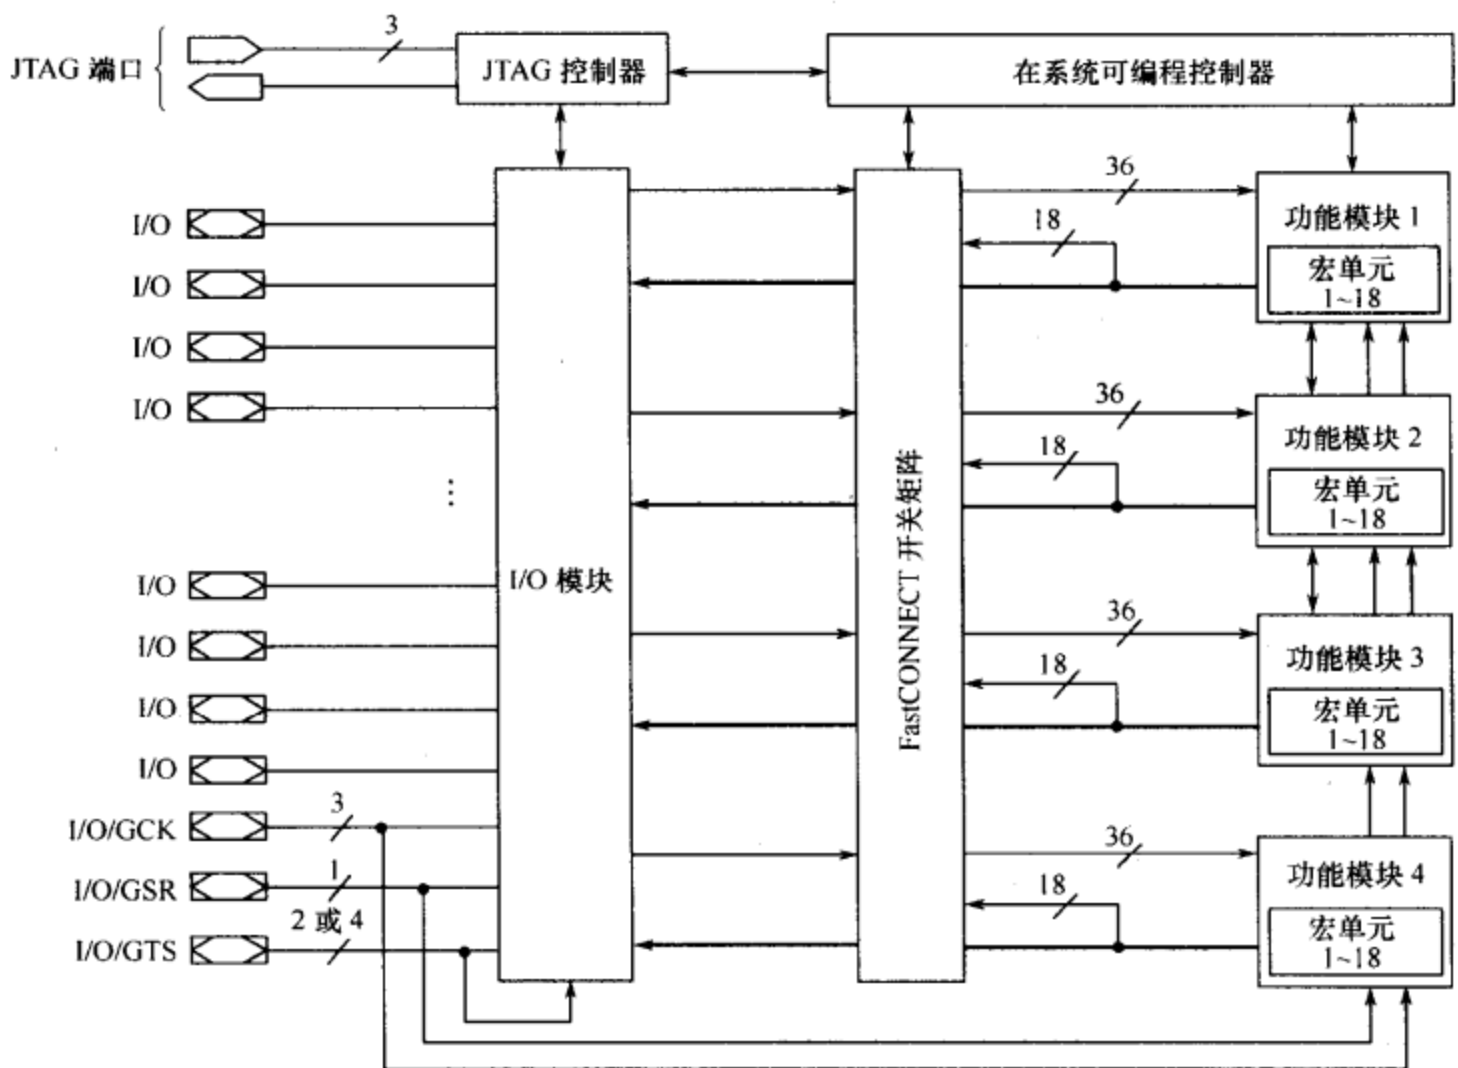 JTAG 端口
3
JTAG 控制器
在系统可编程控制器
I/O
I/O
I/O
I/O
⋮
I/O
I/O
I/O
I/O
I/O/GCK
3
I/O/GSR
1
I/O/GTS
2 或 4
I/O 模块
FastCONNECT 开关矩阵
36
18
功能模块 1
宏单元
1~18
36
18
功能模块 2
宏单元
1~18
36
18
功能模块 3
宏单元
1~18
36
18
功能模块 4
宏单元
1~18